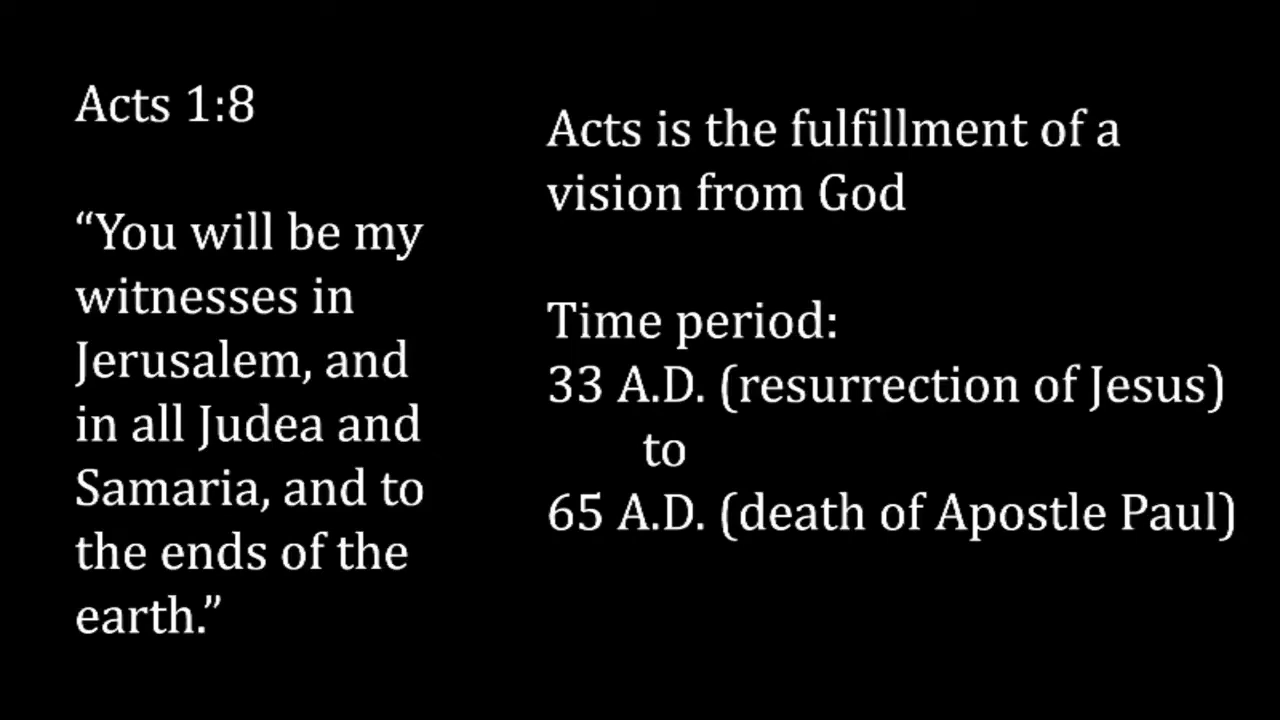 Acts 1:8
“You will be my
witnesses in
Jerusalem, and
in all Judea and
Samaria, and to
the ends of the
earth.”
Acts is the fulfillment of a
vision from God
Time period:
33 A.D. (resurrection of Jesus)
to
65 A.D. (death of Apostle Paul)